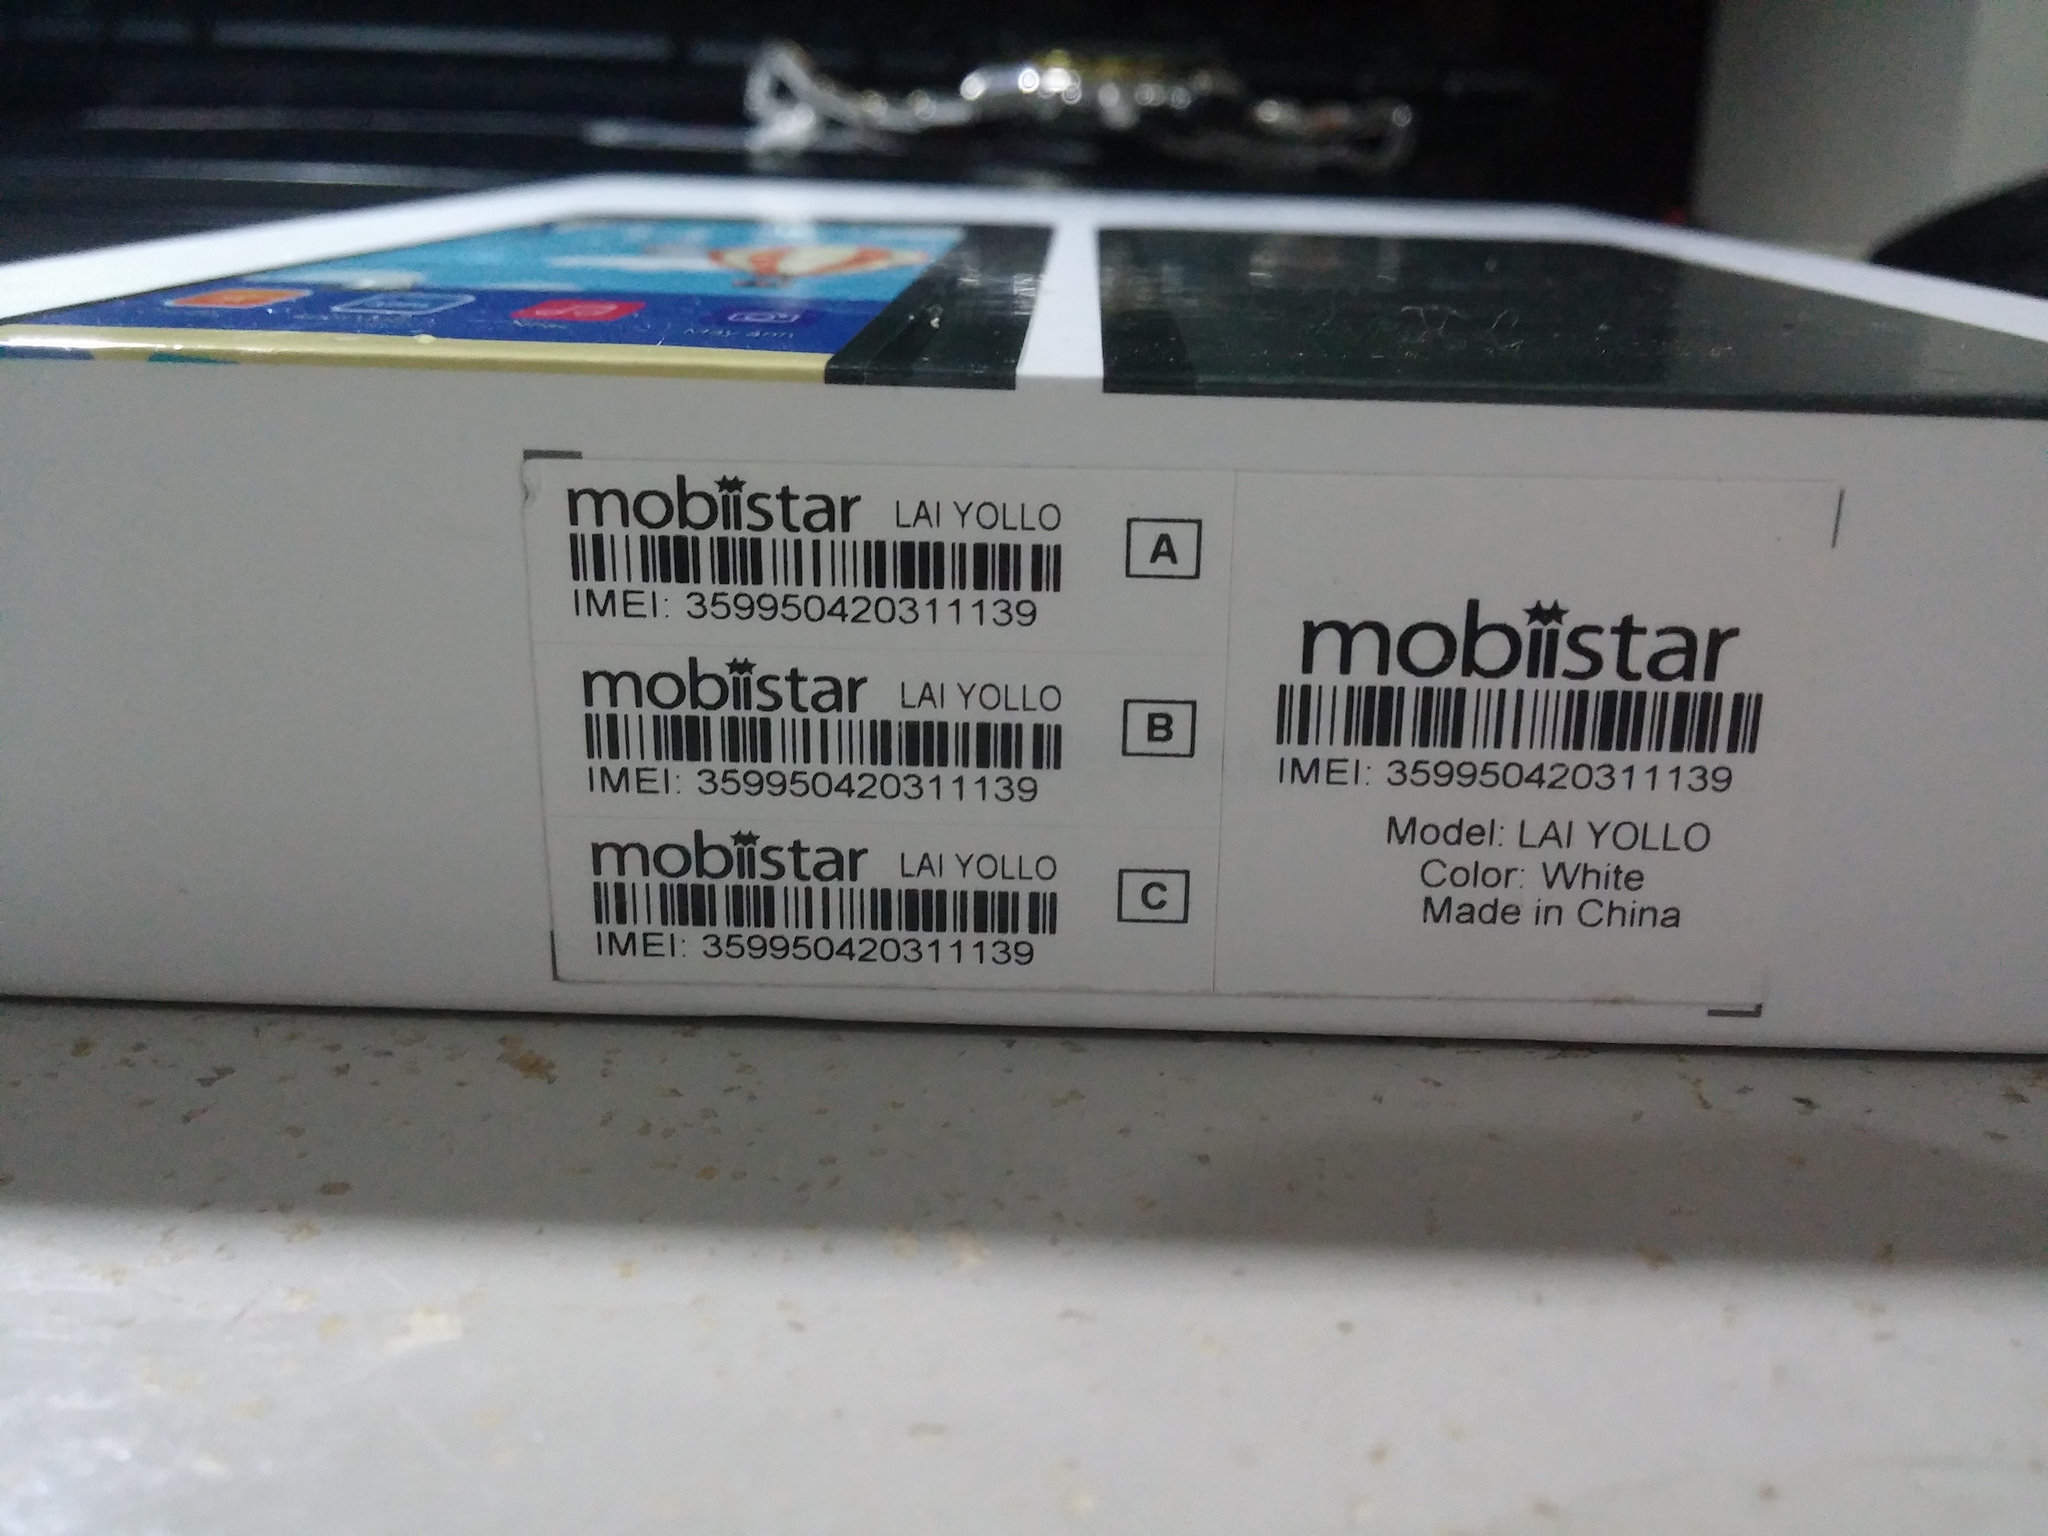 mobiistar LAI YOLLO
A
IMEI: 359950420311139
mobiistar LAI YOLLO
B
IMEI: 359950420311139
mobiistar LAI YOLLO
C
IMEI: 359950420311139
mobiistar
IMEI: 359950420311139
Model: LAI YOLLO
Color: White
Made in China